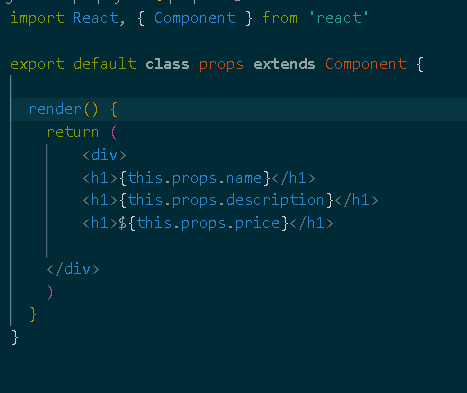 import React, { Component } from 'react'
export default class props extends Component {
render() {
return (
<div>
<h1>{this.props.name}</h1>
<h1>{this.props.description}</h1>
<h1>${this.props.price}</h1>
</div>
)
}
}